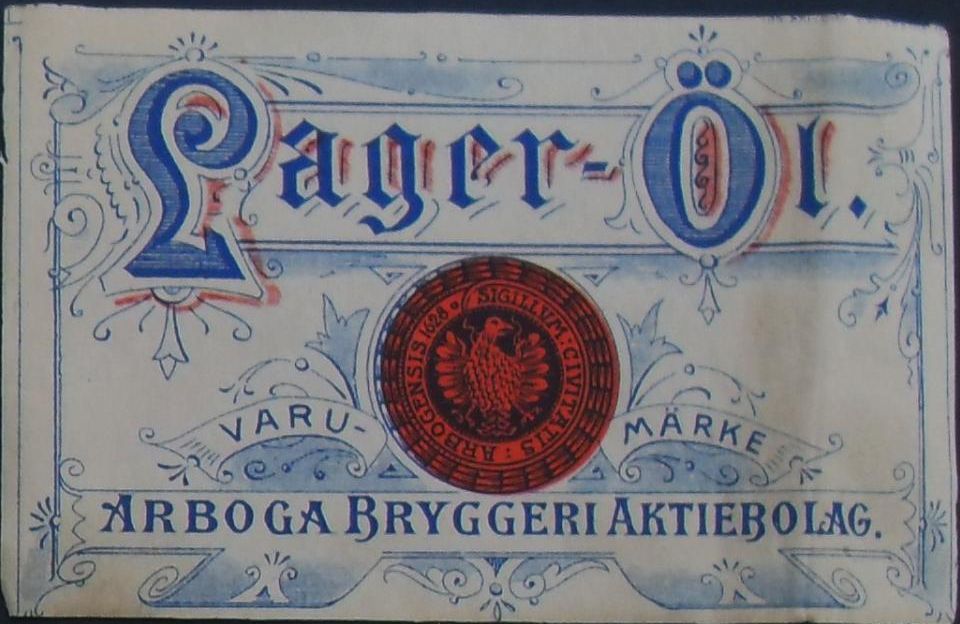 Lager-Öl.
SIGILLUM: CIVITATIS: ARBOGENSIS 1628
VARU-MÄRKE
ARBOGA BRYGGERI AKTIEBOLAG.